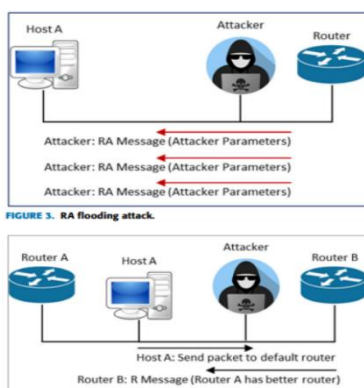 Host A
Attacker
Router
Attacker: RA Message (Attacker Parameters)
Attacker: RA Message (Attacker Parameters)
Attacker: RA Message (Attacker Parameters)
FIGURE 3. RA flooding attack.
Router A
Host A
Attacker
Router B
Host A: Send packet to default router
Router B: R Message (Router A has better router)